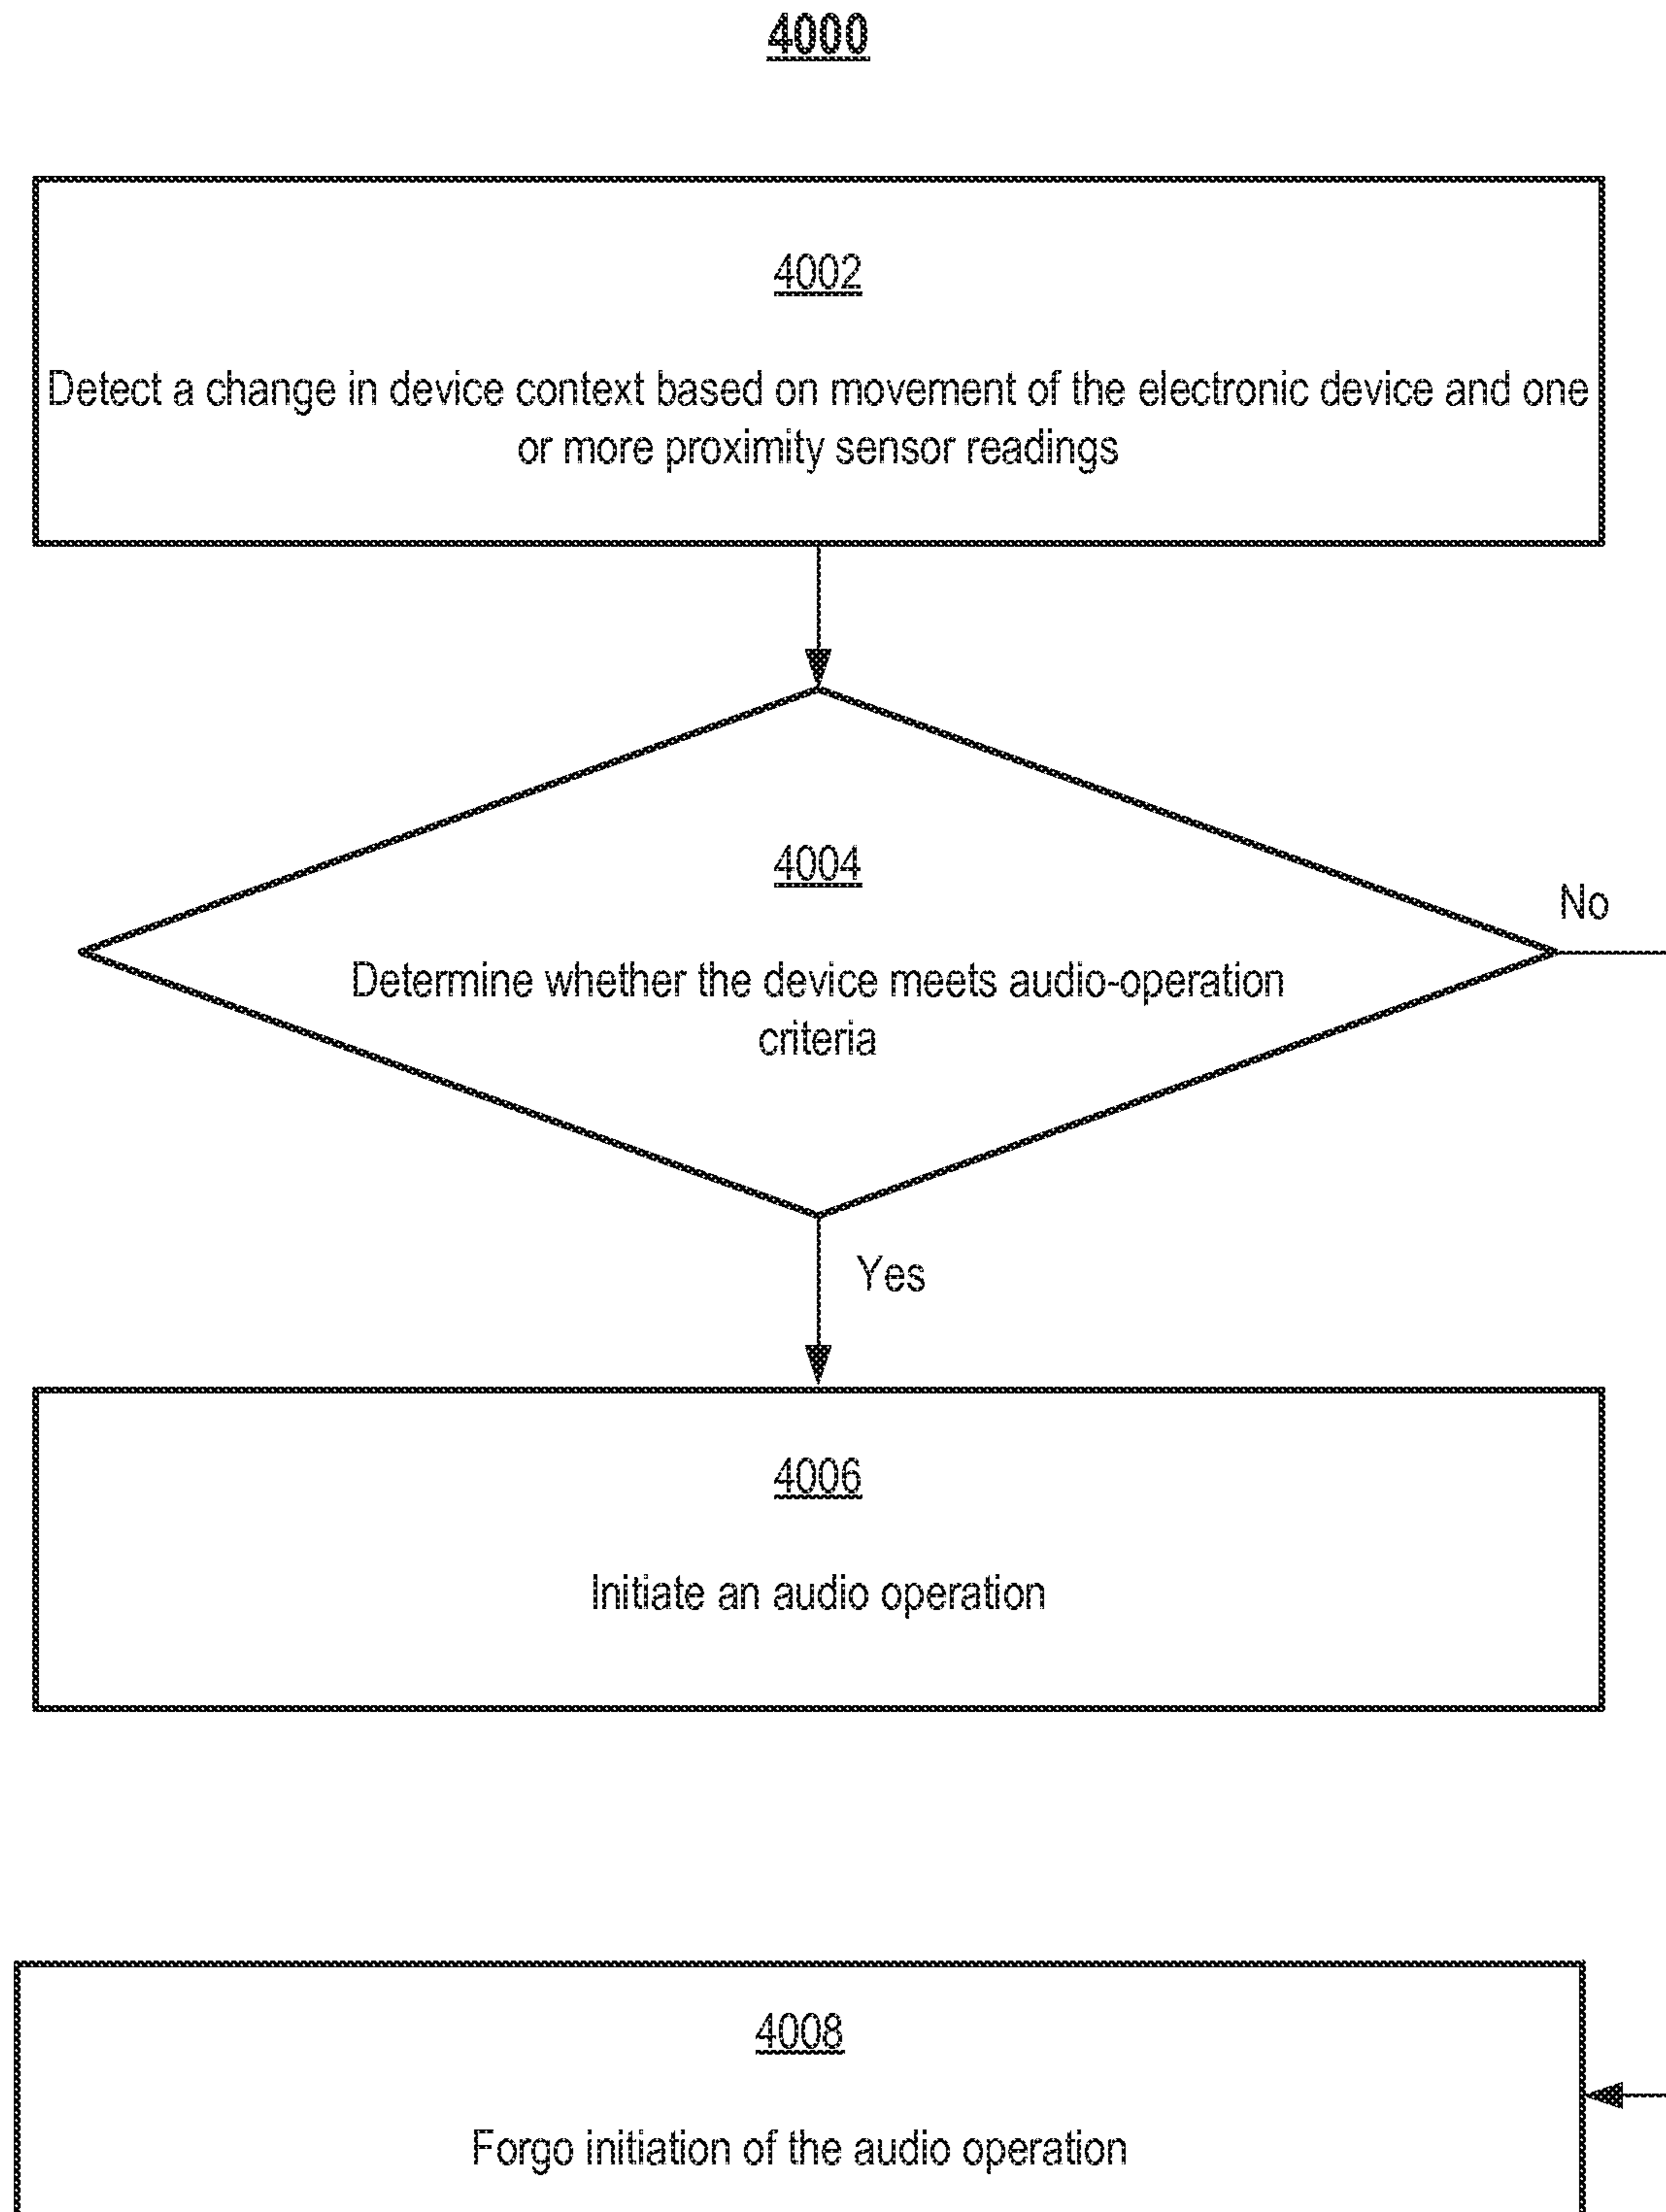 4000
4002
Detect a change in device context based on movement of the electronic device and one
or more proximity sensor readings
4004
No
Determine whether the device meets audio-operation
criteria
Yes
4006
Initiate an audio operation
4008
Forgo initiation of the audio operation